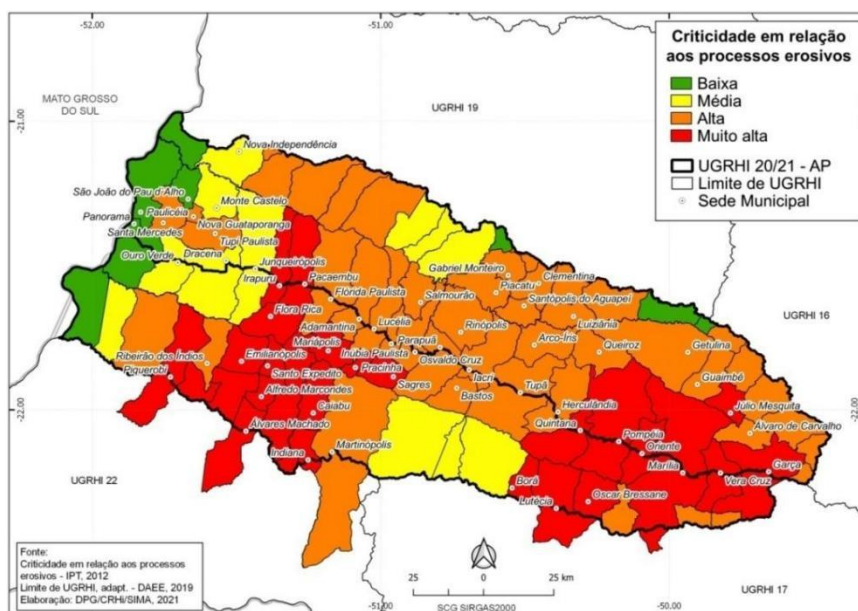 -52.00
-51.00
Criticidade em relação
aos processos erosivos
Baixa
Média
Alta
Muito alta
UGRHI 20/21 - AP
Limite de UGRHI
Sede Municipal
MATO GROSSO
DO SUL
UGRHI 19
-21.00
-21.00
Nova Independência
São João do Pau d'Alho
Monte Castelo
Pauliceia
Panorama
Nova Guataporanga
Santa Mercedes
Tupi Paulista
Ouro Verde
Dracena
Junqueirópolis
Gabriel Monteiro
Clementina
Irapuru
Pacaembu
Piacatu
Flórida Paulista
Salmourão
Santópolis do Aguapeí
Flora Rica
Lucélia
Rinópolis
Luiziânia
UGRHI 16
Adamantina
Mariápolis
Parapuã
Arco-Íris
Queiroz
Getulina
Ribeirão dos Índios
Emilianópolis
Inúbia Paulista
Osvaldo Cruz
Piquerobi
Santo Expedito
Pracinha
Iacri
Guaimbê
Sagres
Bastos
Tupã
Alfredo Marcondes
-22.00
-22.00
Caiabu
Herculândia
Júlio Mesquita
Álvares Machado
Quintana
Álvaro de Carvalho
Pompéia
Martinópolis
Oriente
Indiana
Marília
Garça
UGRHI 22
Borá
Vera Cruz
Lutécia
Oscar Bressane
Fonte:
Criticidade em relação aos processos
erosivos - IPT, 2012
Limite de UGRHI, adapt. - DAEE, 2019
Elaboração: DPG/CRHi/SIMA, 2021
25
0
25 km
UGRHI 17
-51.00
SCG SIRGAS2000
-50.00